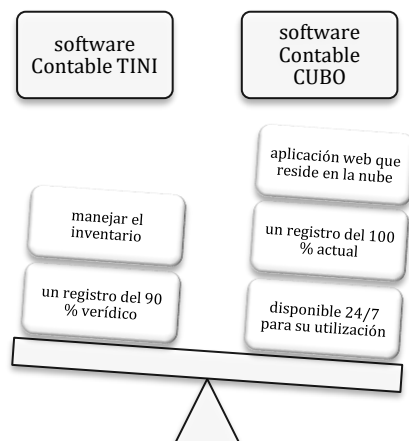 software
Contable TINI
software
Contable
CUBO
manejar el
inventario
un registro del 90
% verídico
aplicación web que
reside en la nube
un registro del 100
% actual
disponible 24/7
para su utilización